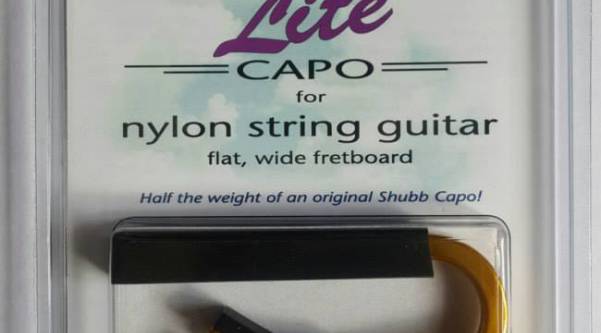 Lite
CAPO
for
nylon string guitar
flat, wide fretboard
Half the weight of an original Shubb Capo!